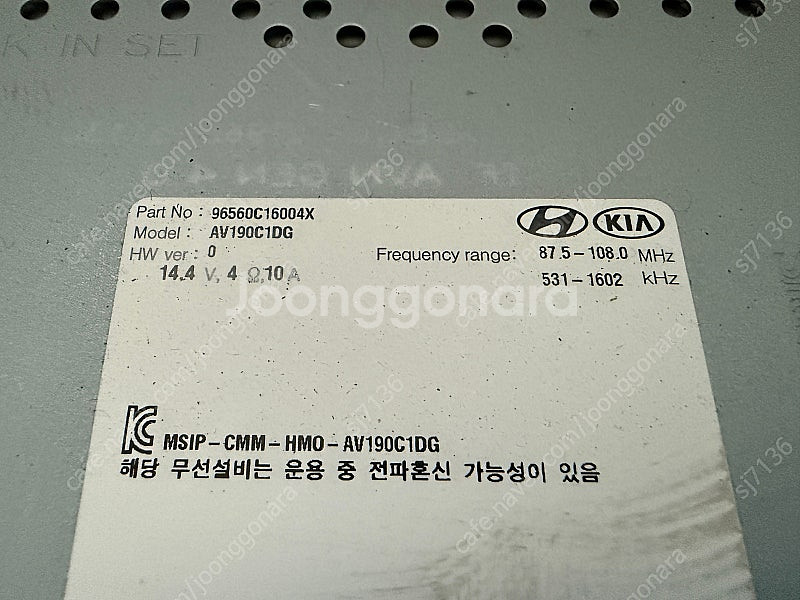 K IN SET
Part No : 96560C16004X
Model : AV190C1DG
HW ver : 0
14.4 V, 4 Ω, 10 A
KIA
Frequency range: 87.5-108.0 MHz
531-1602 kHz
Joonggonara
MSIP-CMM-HMO-AV190C1DG
해당 무선설비는 운용 중 전파혼신 가능성이 있음
cafe.naver.com/joonggonara
sj7136